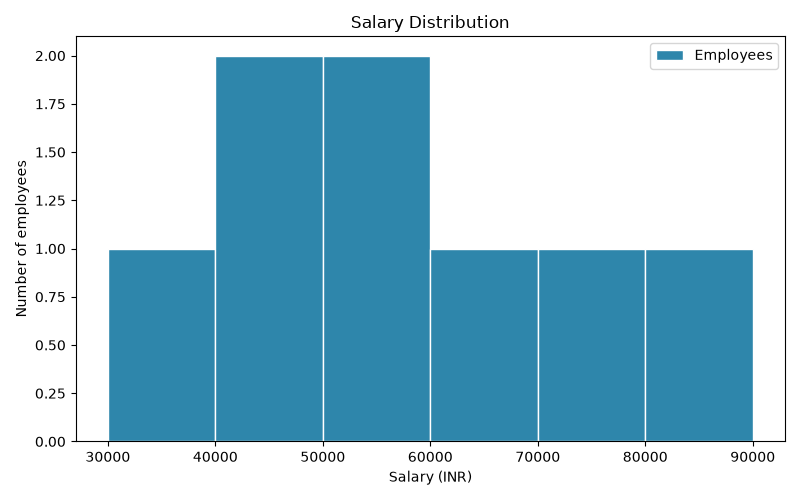 Salary Distribution
Employees
Number of employees
2.00
1.75
1.50
1.25
1.00
0.75
0.50
0.25
0.00
30000 40000 50000 60000 70000 80000 90000
Salary (INR)